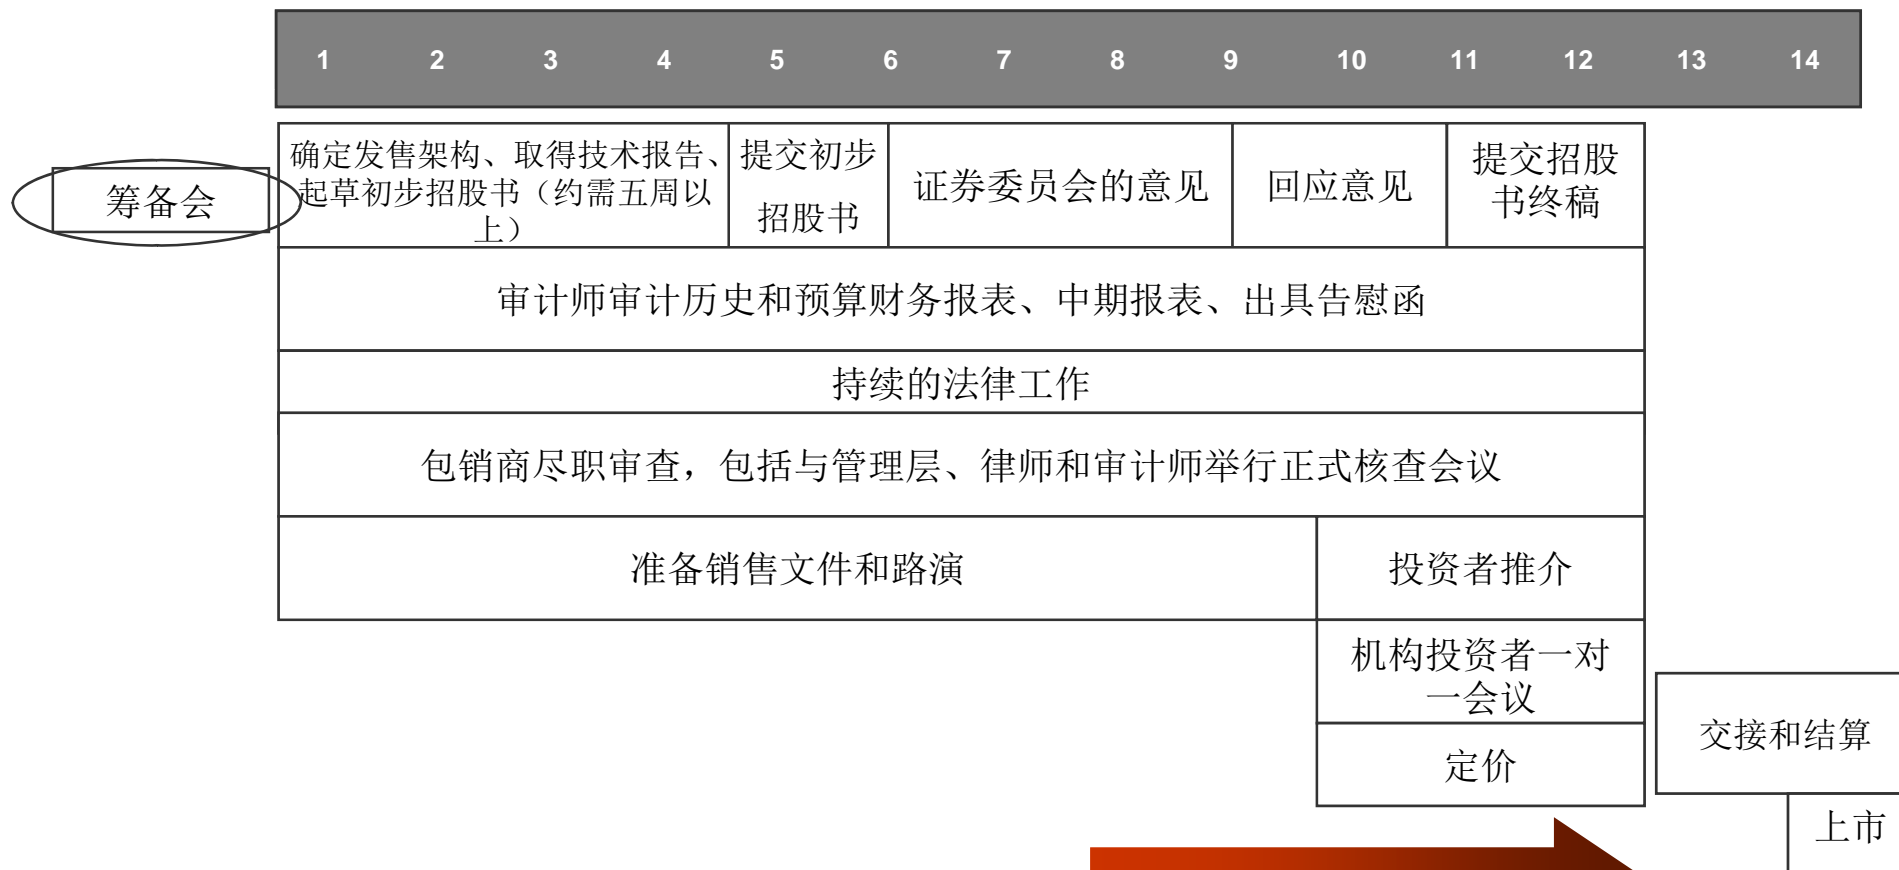 1 2 3 4 5 6 7 8 9 10 11 12 13 14
筹备会
确定发售架构、取得技术报告、
起草初步招股书（约需五周以
上）
提交初步
招股书
证券委员会的意见
回应意见
提交招股
书终稿
审计师审计历史和预算财务报表、中期报表、出具告慰函
持续的法律工作
包销商尽职审查，包括与管理层、律师和审计师举行正式核查会议
准备销售文件和路演
投资者推介
机构投资者一对
一会议
定价
交接和结算
上市